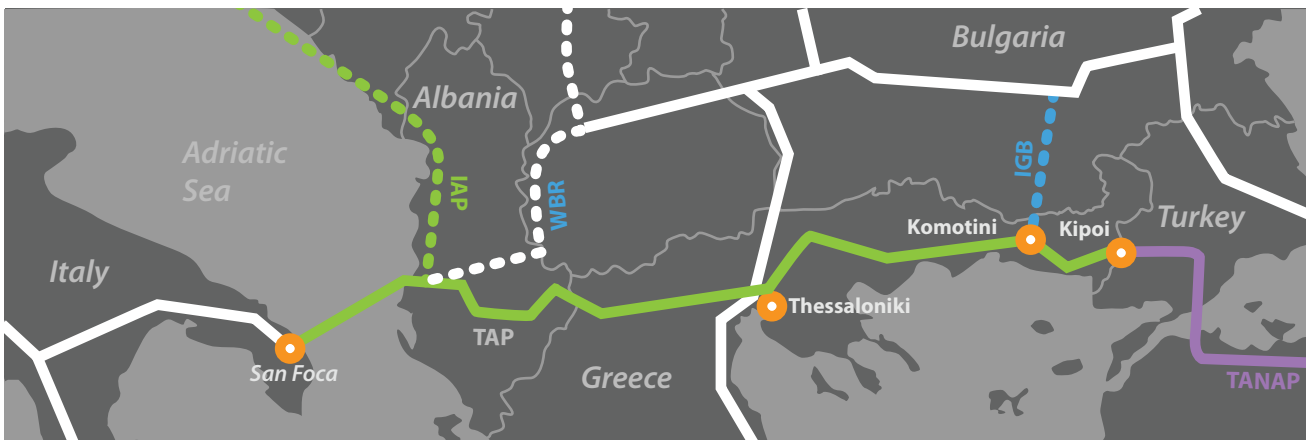 Bulgaria
Albania
Adriatic
Sea
IAP
WBR
IGB
Komotini
Kipoi
Turkey
Italy
Thessaloniki
TAP
San Foca
Greece
TANAP